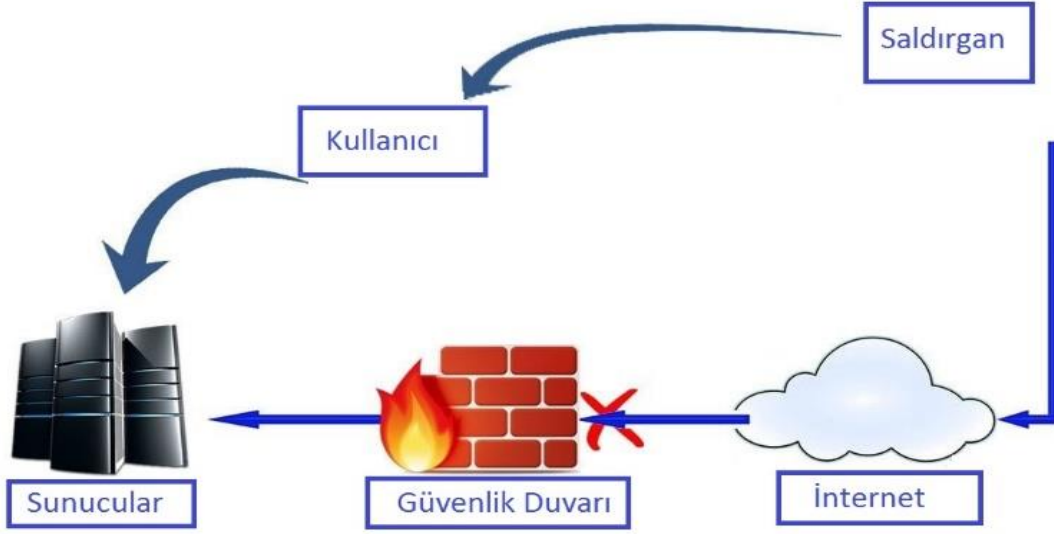 Saldırgan
Kullanıcı
Sunucular
Güvenlik Duvarı
İnternet